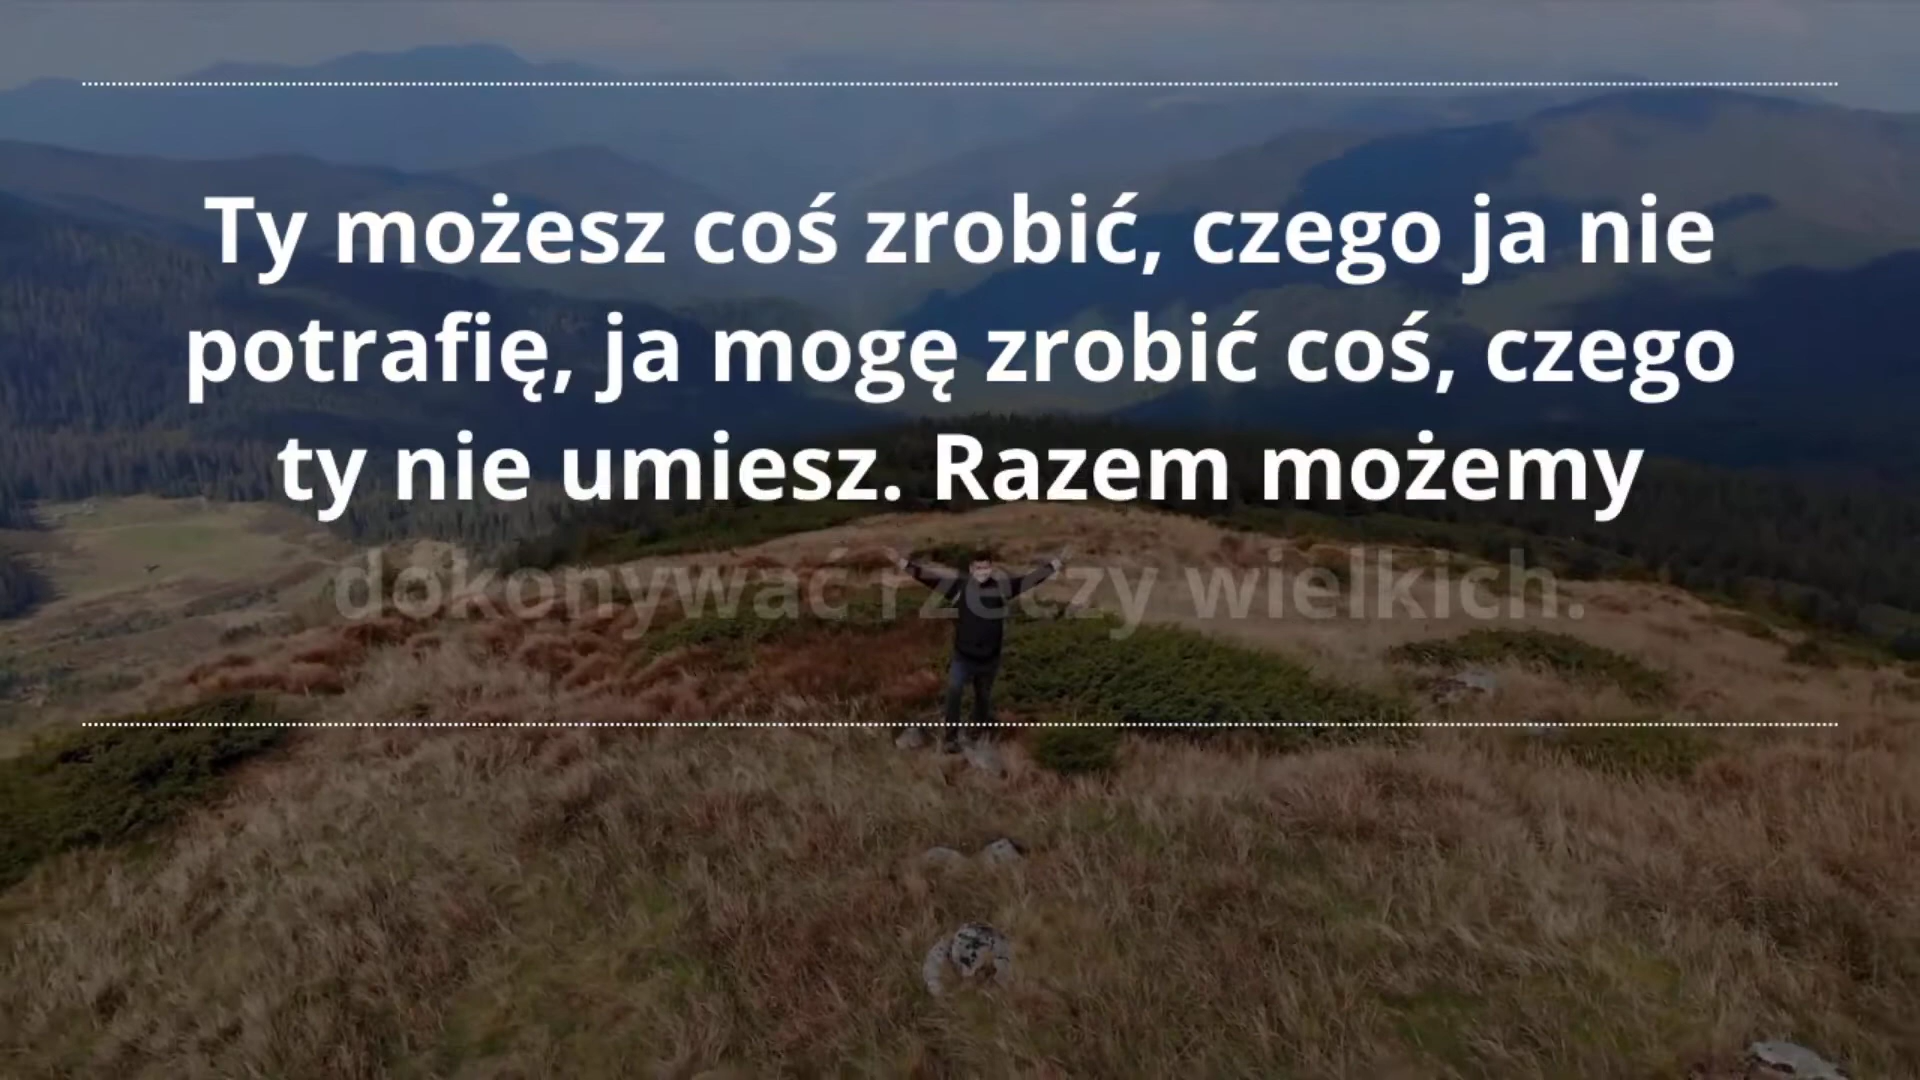 Ty możesz coś zrobić, czego ja nie
potrafię, ja mogę zrobić coś, czego
ty nie umiesz. Razem możemy
dokonywać rzeczy wielkich.